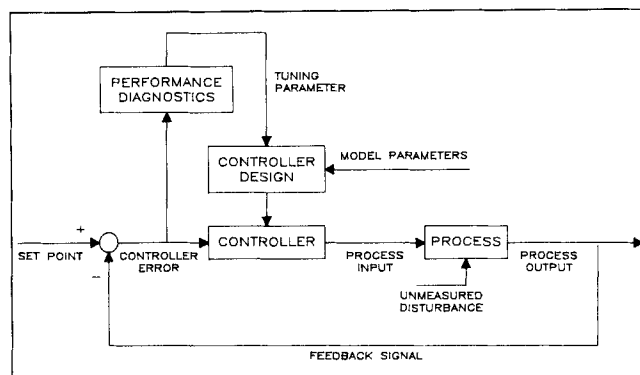 PERFORMANCE
DIAGNOSTICS
TUNING
PARAMETER
CONTROLLER
DESIGN
MODEL PARAMETERS
+
SET POINT
−
CONTROLLER
ERROR
CONTROLLER
PROCESS
INPUT
PROCESS
PROCESS
OUTPUT
UNMEASURED
DISTURBANCE
FEEDBACK SIGNAL